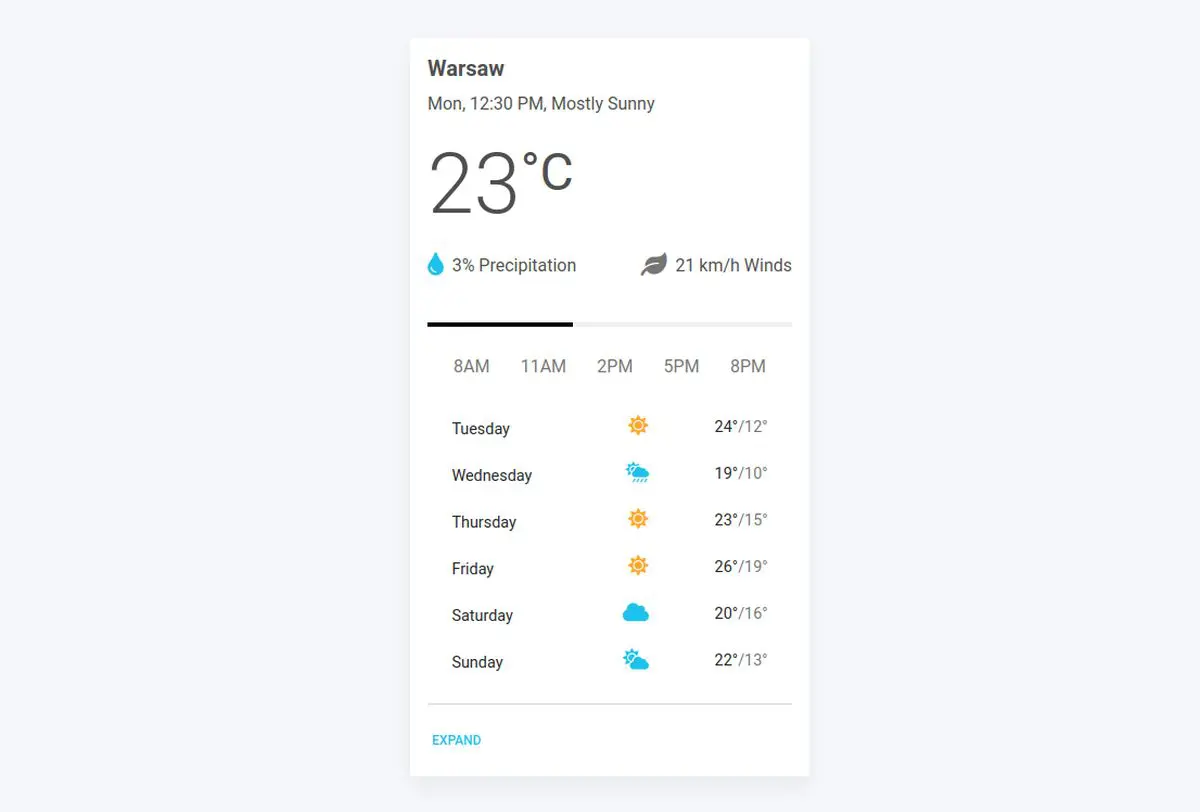 Warsaw
Mon, 12:30 PM, Mostly Sunny
23°C
3% Precipitation 21 km/h Winds
8AM 11AM 2PM 5PM 8PM
Tuesday 24°/12°
Wednesday 19°/10°
Thursday 23°/15°
Friday 26°/19°
Saturday 20°/16°
Sunday 22°/13°
EXPAND